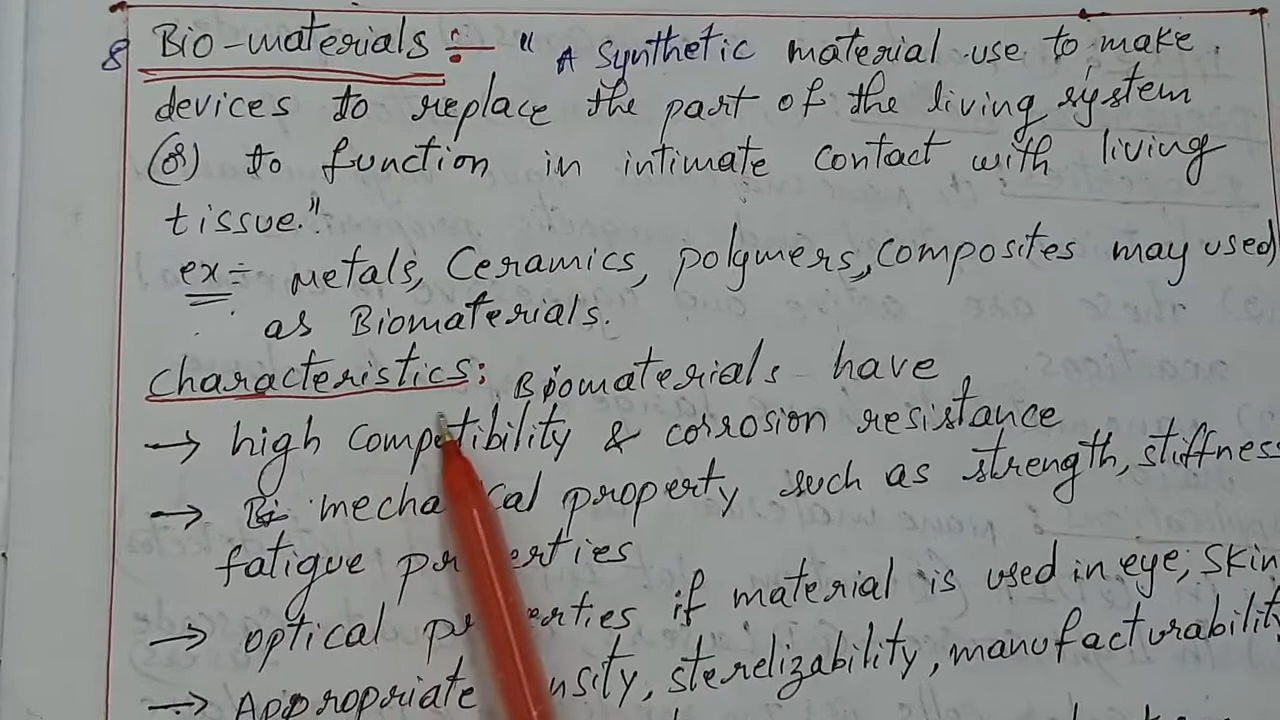 8 Bio-materials :- " A Synthetic material use to make
devices to replace the part of the living system
(or) to function in intimate contact with living
tissue."
ex:- Metals, Ceramics, polymers, composites may used
as Biomaterials.
Characteristics: Biomaterials have
→ high compatibility & corrosion resistance
→ mechanical property such as strength, stiffness
fatigue properties
→ optical properties if material is used in eye, skin
→ Appropriate density, sterelizability, manufacturability